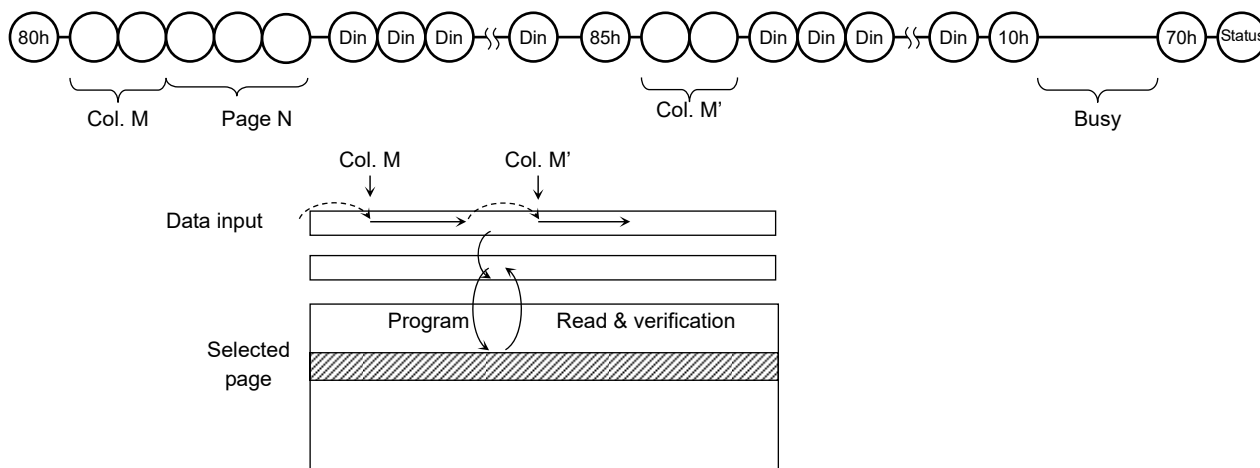 80h Din Din Din Din 85h Din Din Din Din 10h 70h Status
Col. M Page N Col. M’ Busy
Col. M Col. M’
Data input
Program Read & verification
Selected
page